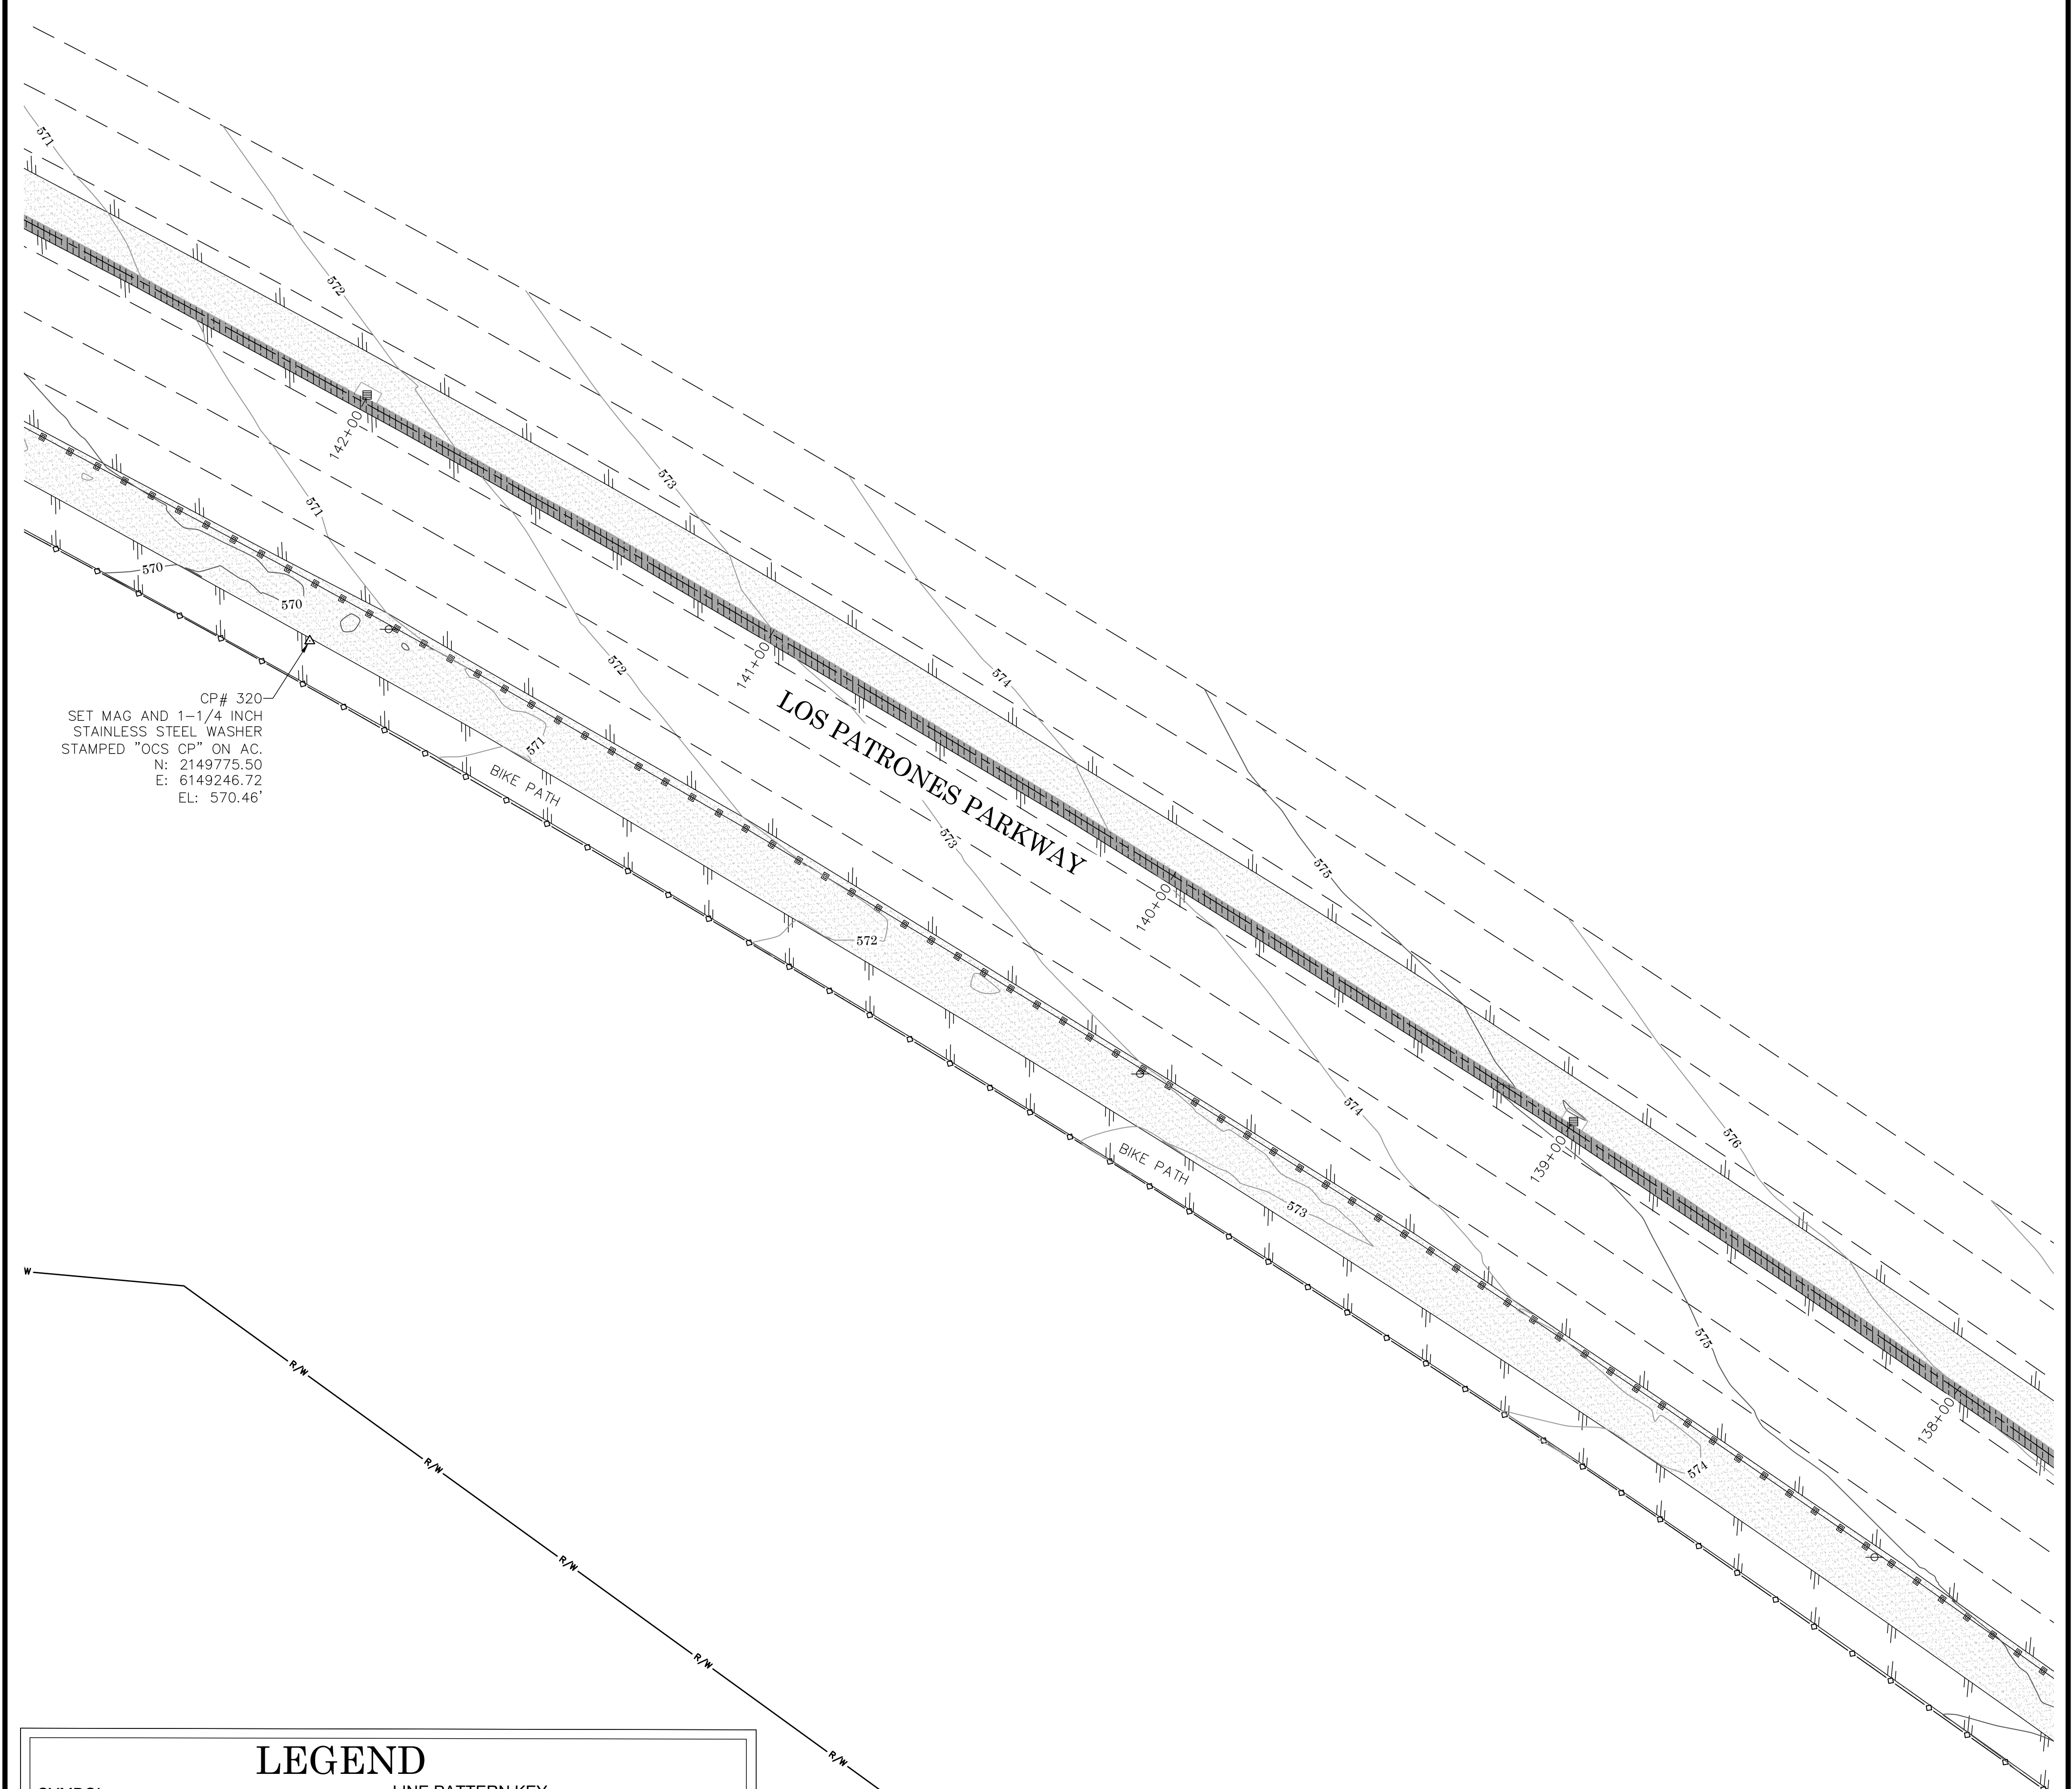 571
572
142+00
573
571
570
570
572
141+00
574
CP# 320
SET MAG AND 1-1/4 INCH
STAINLESS STEEL WASHER
STAMPED "OCS CP" ON AC.
N: 2149775.50
E: 6149246.72
EL: 570.46'
LOS PATRONES PARKWAY
571
BIKE PATH
573
575
140+00
572
574
576
139+00
BIKE PATH
573
W
575
R/W
138+00
R/W
574
R/W
R/W
R/W
LEGEND
LINE PATTERN KEY